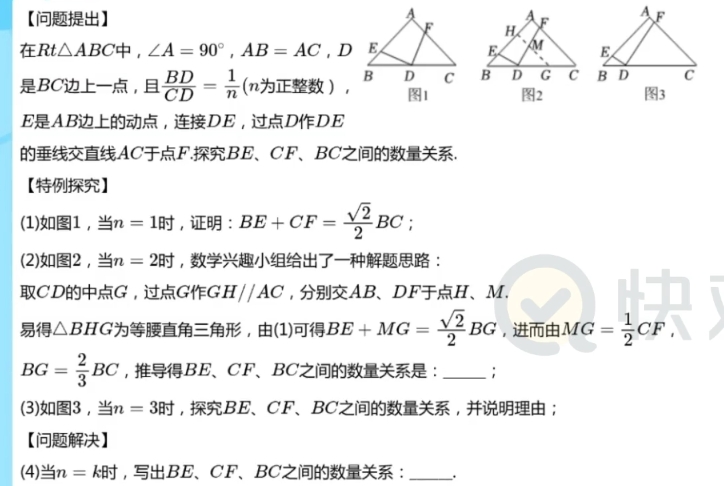 【问题提出】
在Rt△ABC中，∠A = 90°，AB = AC，D
是BC边上一点，且BD/CD = 1/n(n为正整数)，
E是AB边上的动点，连接DE，过点D作DE
的垂线交直线AC于点F.探究BE、CF、BC之间的数量关系.
A F E B D C 图1
A F H M E B D G C 图2
A F E B D C 图3
【特例探究】
(1)如图1，当n = 1时，证明：BE + CF = √2/2 BC；
(2)如图2，当n = 2时，数学兴趣小组给出了一种解题思路：
取CD的中点G，过点G作GH//AC，分别交AB、DF于点H、M.
易得△BHG为等腰直角三角形，由(1)可得BE + MG = √2/2 BG，进而由MG = 1/2 CF，
BG = 2/3 BC，推导得BE、CF、BC之间的数量关系是：_____；
(3)如图3，当n = 3时，探究BE、CF、BC之间的数量关系，并说明理由；
【问题解决】
(4)当n = k时，写出BE、CF、BC之间的数量关系：_____.
快